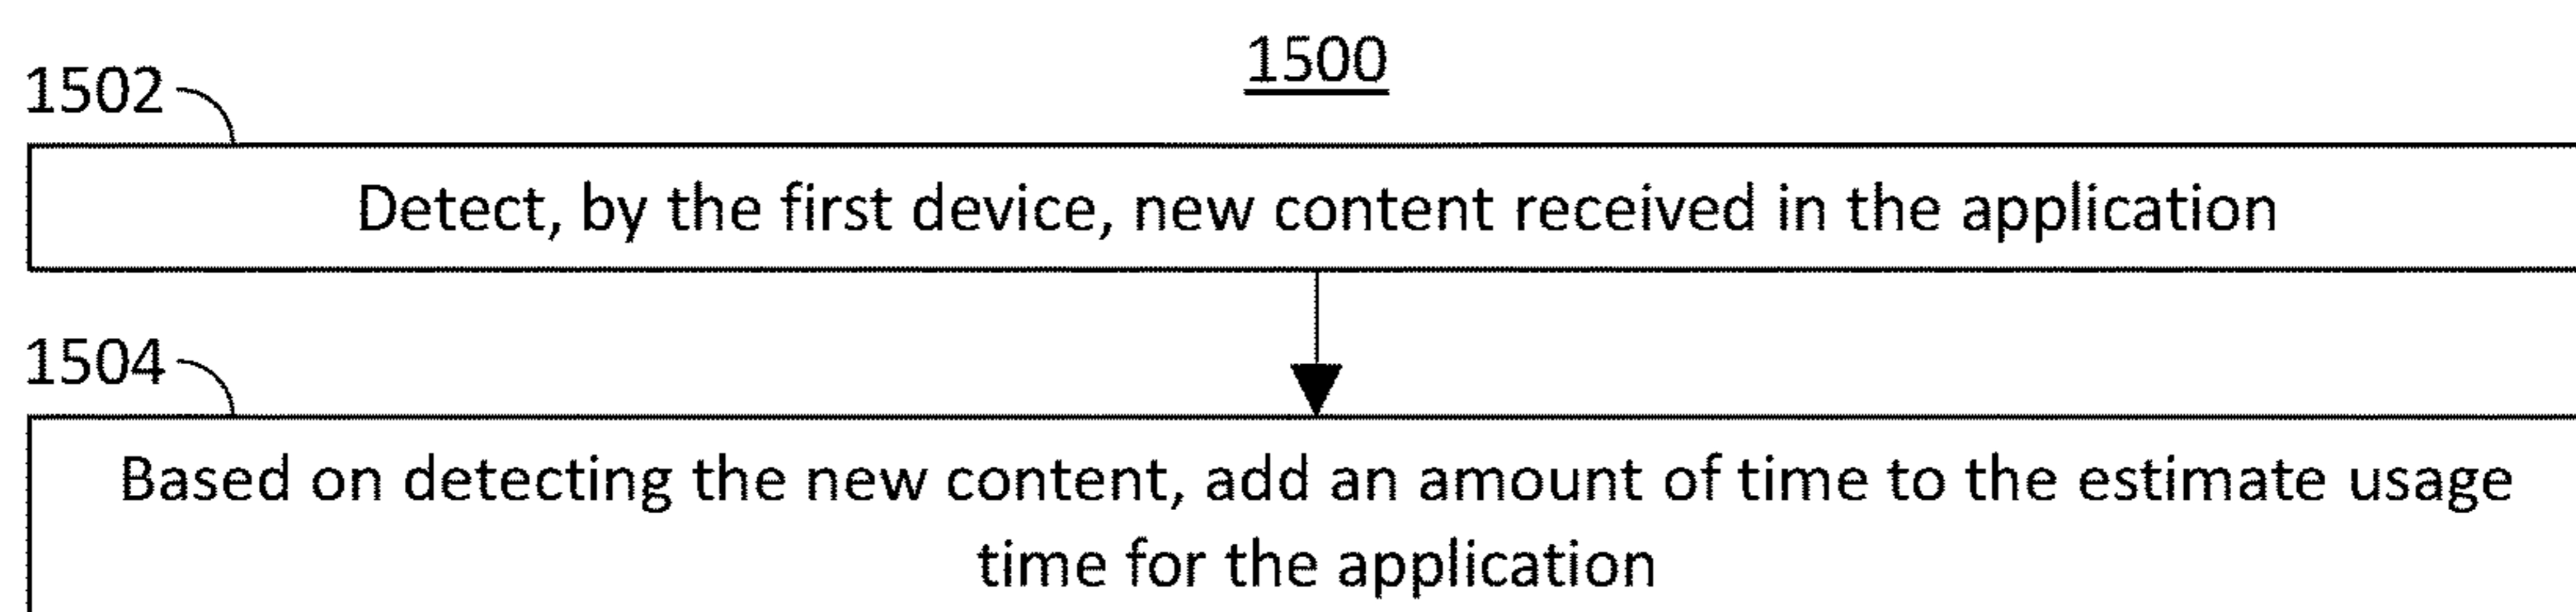 1500
1502
Detect, by the first device, new content received in the application
1504
Based on detecting the new content, add an amount of time to the estimate usage
time for the application